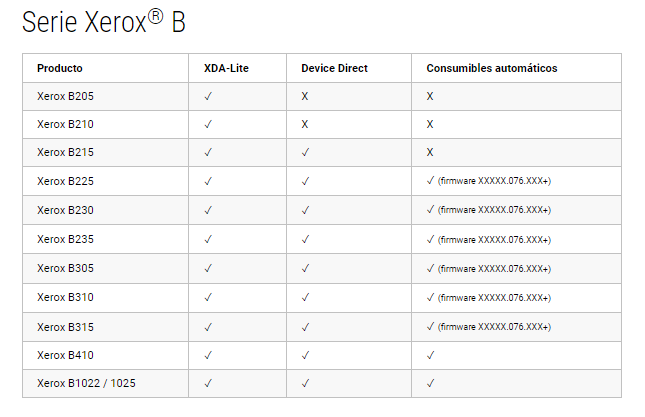 Serie Xerox® B
Producto XDA-Lite Device Direct Consumibles automáticos
Xerox B205 ✓ X X
Xerox B210 ✓ X X
Xerox B215 ✓ ✓ X
Xerox B225 ✓ ✓ ✓ (firmware XXXXX.076.XXX+)
Xerox B230 ✓ ✓ ✓ (firmware XXXXX.076.XXX+)
Xerox B235 ✓ ✓ ✓ (firmware XXXXX.076.XXX+)
Xerox B305 ✓ ✓ ✓ (firmware XXXXX.076.XXX+)
Xerox B310 ✓ ✓ ✓ (firmware XXXXX.076.XXX+)
Xerox B315 ✓ ✓ ✓ (firmware XXXXX.076.XXX+)
Xerox B410 ✓ ✓ ✓
Xerox B1022 / 1025 ✓ ✓ ✓